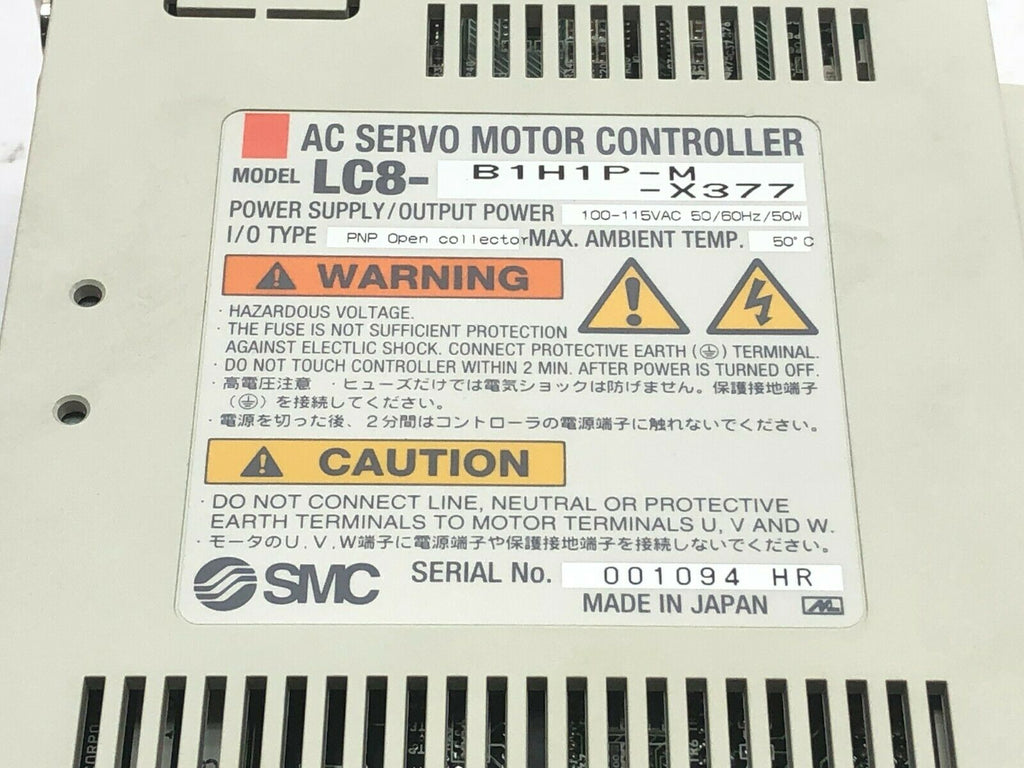 AC SERVO MOTOR CONTROLLER
MODEL LC8- B1H1P-M
-X377
POWER SUPPLY/OUTPUT POWER 100-115VAC 50/60Hz/50W
I/O TYPE PNP Open collector MAX. AMBIENT TEMP. 50°C
WARNING
· HAZARDOUS VOLTAGE.
· THE FUSE IS NOT SUFFICIENT PROTECTION
AGAINST ELECTLIC SHOCK. CONNECT PROTECTIVE EARTH (⏚) TERMINAL.
· DO NOT TOUCH CONTROLLER WITHIN 2 MIN. AFTER POWER IS TURNED OFF.
· 高電圧注意 · ヒューズだけでは電気ショックは防げません。保護接地端子
(⏚) を接続してください。
· 電源を切った後、2分間はコントローラの電源端子に触れないでください。
CAUTION
· DO NOT CONNECT LINE, NEUTRAL OR PROTECTIVE
EARTH TERMINALS TO MOTOR TERMINALS U, V AND W.
· モータのU.V.W端子に電源端子や保護接地端子を接続しないでください。
SMC SERIAL No. 001094 HR
MADE IN JAPAN